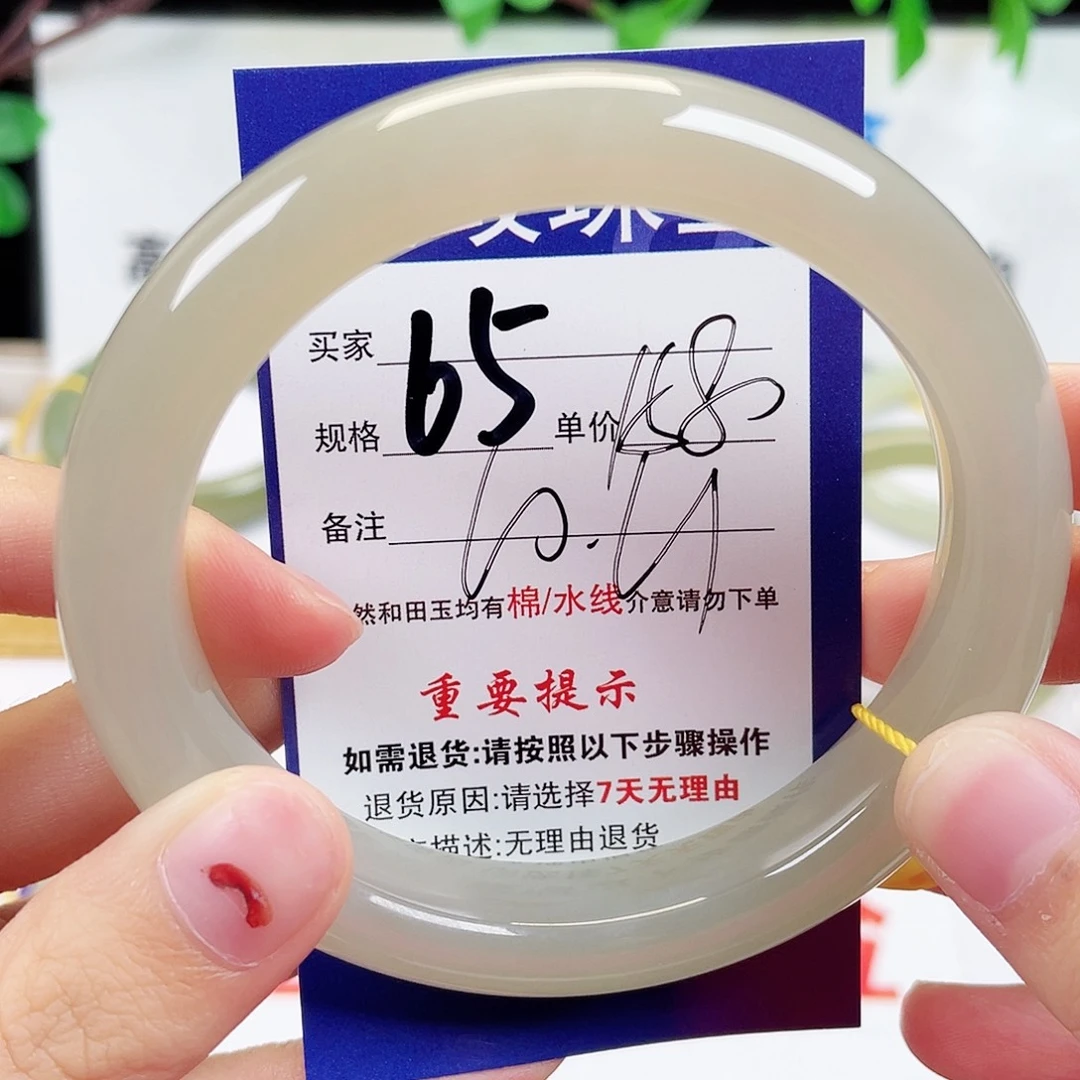 买家
65
规格 单价 158
备注
然和田玉均有棉/水线介意请勿下单
重要提示
如需退货:请按照以下步骤操作
退货原因:请选择7天无理由
描述:无理由退货